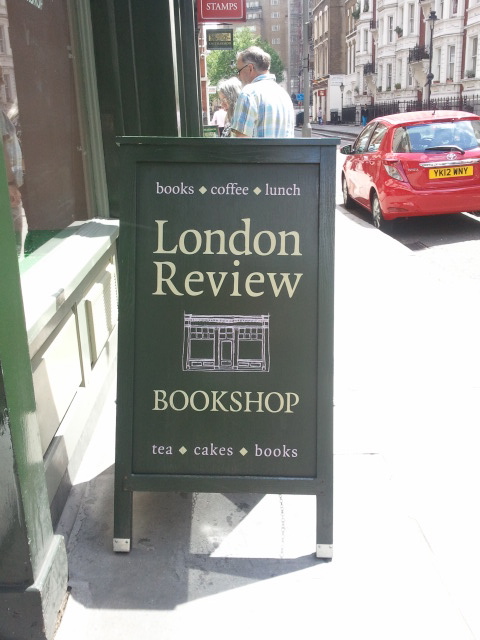 STAMPS
books ◆ coffee ◆ lunch
London
Review
BOOKSHOP
tea ◆ cakes ◆ books
YK12 WNY